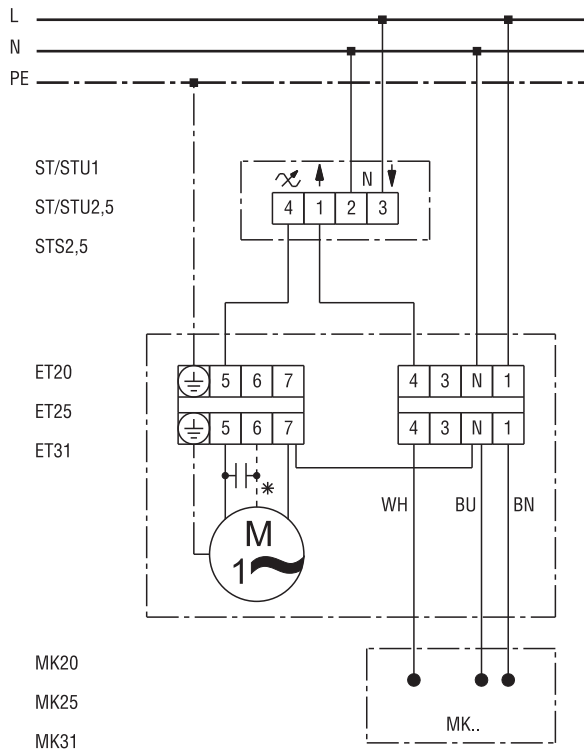 L
N
PE
ST/STU1
N
ST/STU2,5
4 1 2 3
STS2,5
ET20
5 6 7 4 3 N 1
ET25
5 6 7 4 3 N 1
ET31
*
WH BU BN
M
1~
MK20
MK25
MK..
MK31